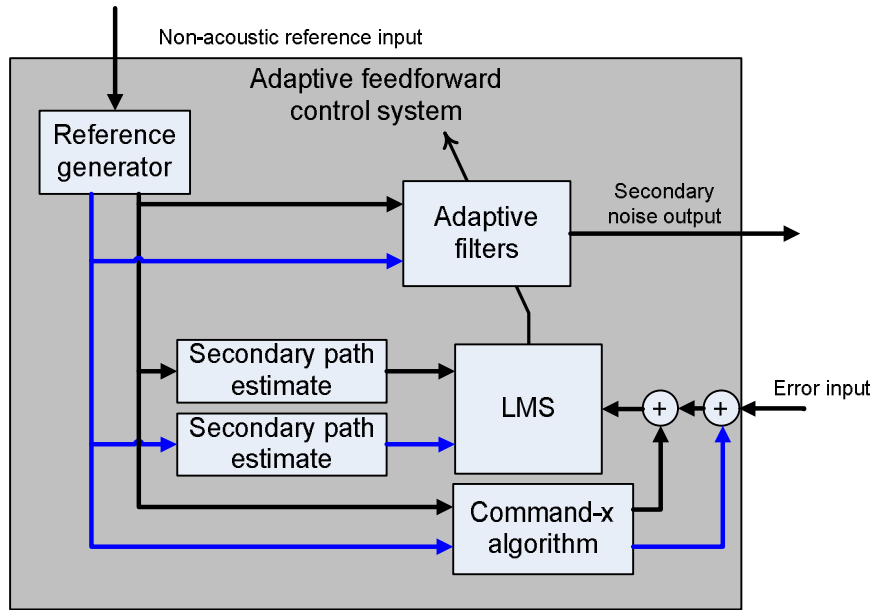 Non-acoustic reference input
Adaptive feedforward
control system
Reference
generator
Secondary
noise output
Adaptive
filters
Secondary path
estimate
LMS
+
+
Error input
Secondary path
estimate
Command-x
algorithm